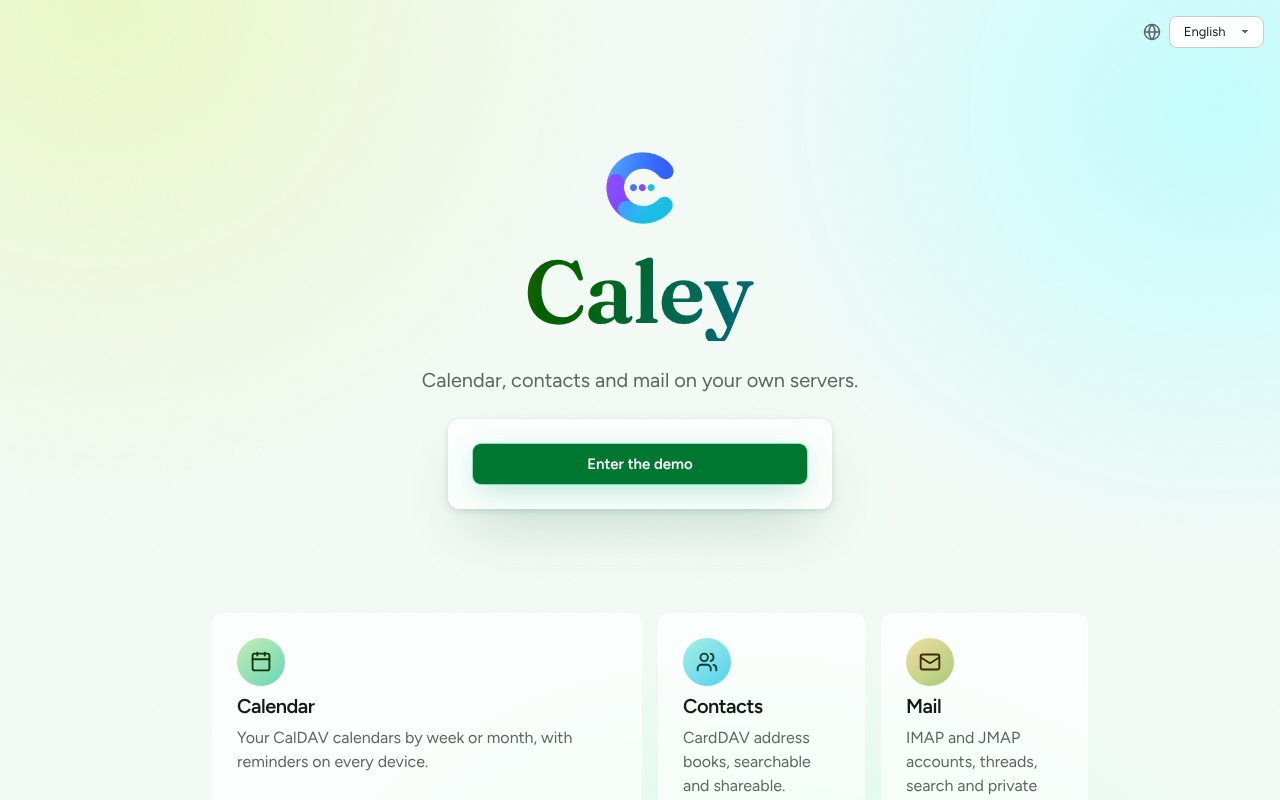 English
Caley
Calendar, contacts and mail on your own servers.
Enter the demo
Calendar
Your CalDAV calendars by week or month, with
reminders on every device.
Contacts
CardDAV address
books, searchable
and shareable.
Mail
IMAP and JMAP
accounts, threads,
search and private